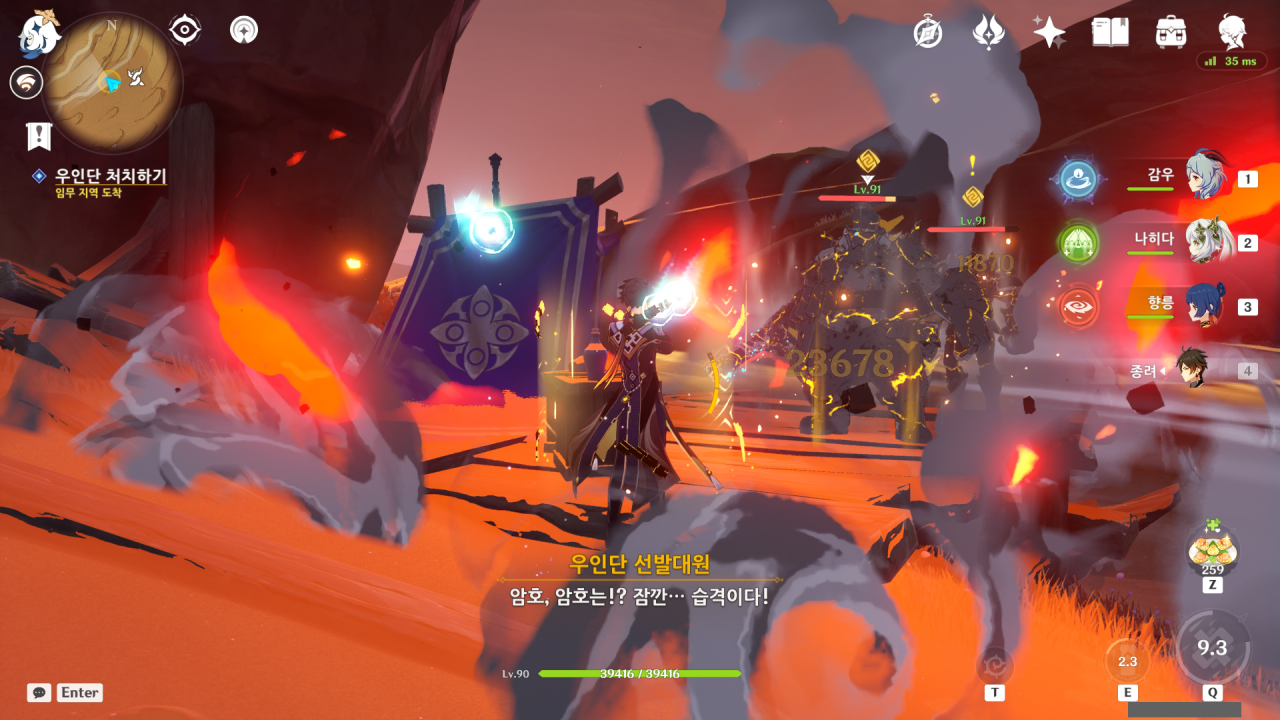 N
35 ms
우인단 처치하기
임무 지역 도착
Lv.91
Lv.91
감우
1
나히다
2
향릉
3
종려
4
11870
23678
우인단 선발대원
암호, 암호는!? 잠깐… 습격이다!
259
Z
9.3
2.3
Lv.90
39416 / 39416
T
E
Q
Enter